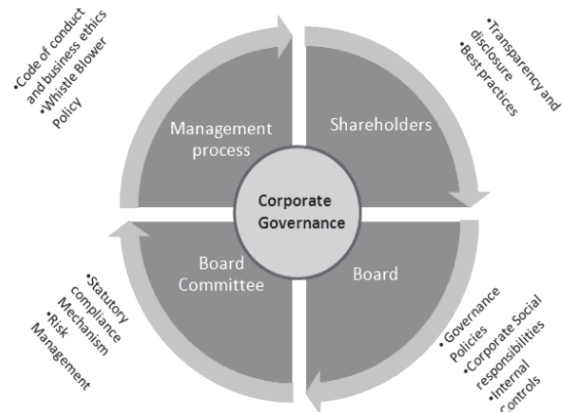 •Code of conduct
and business ethics
•Whistle Blower
Policy
•Transparency and
disclosure
•Best practices
Management
process
Shareholders
Corporate
Governance
Board
Committee
Board
•Statutory
compliance
Mechanism
•Risk
Management
•Governance
Policies
•Corporate Social
responsibilities
•Internal
Controls